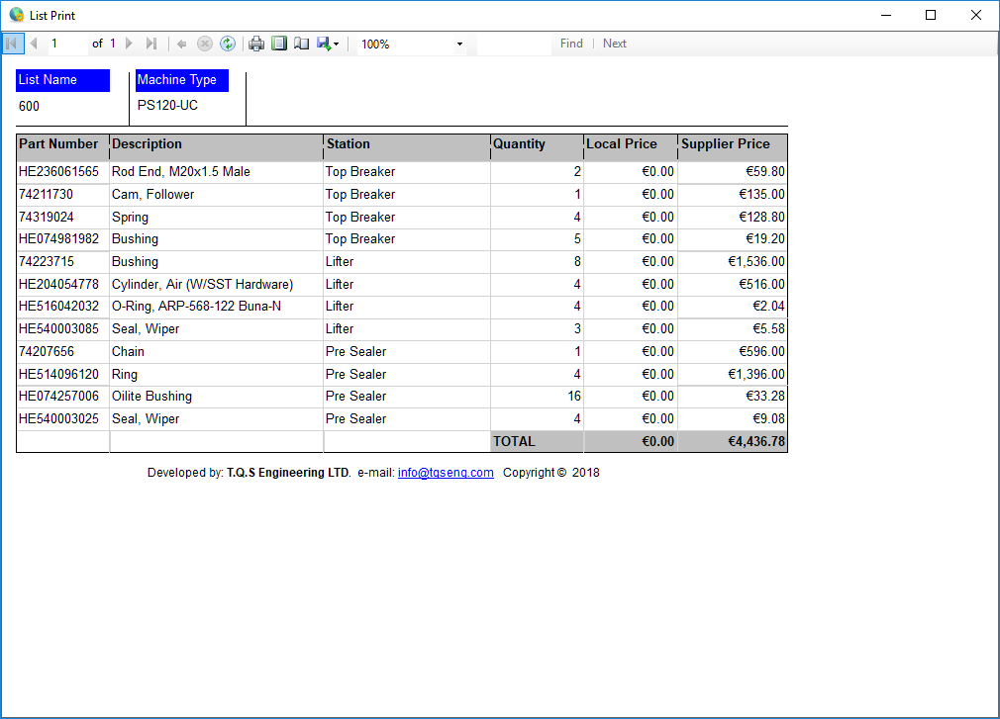 List Print
1 of 1 100% Find Next
List Name Machine Type
600 PS120-UC
Part Number Description Station Quantity Local Price Supplier Price
HE236061565 Rod End, M20x1.5 Male Top Breaker 2 €0.00 €59.80
74211730 Cam, Follower Top Breaker 1 €0.00 €135.00
74319024 Spring Top Breaker 4 €0.00 €128.80
HE074981982 Bushing Top Breaker 5 €0.00 €19.20
74223715 Bushing Lifter 8 €0.00 €1,536.00
HE204054778 Cylinder, Air (W/SST Hardware) Lifter 4 €0.00 €516.00
HE516042032 O-Ring, ARP-568-122 Buna-N Lifter 4 €0.00 €2.04
HE540003085 Seal, Wiper Lifter 3 €0.00 €5.58
74207656 Chain Pre Sealer 1 €0.00 €596.00
HE514096120 Ring Pre Sealer 4 €0.00 €1,396.00
HE074257006 Oilite Bushing Pre Sealer 16 €0.00 €33.28
HE540003025 Seal, Wiper Pre Sealer 4 €0.00 €9.08
TOTAL €0.00 €4,436.78
Developed by: T.Q.S Engineering LTD. e-mail: info@tqseng.com Copyright © 2018